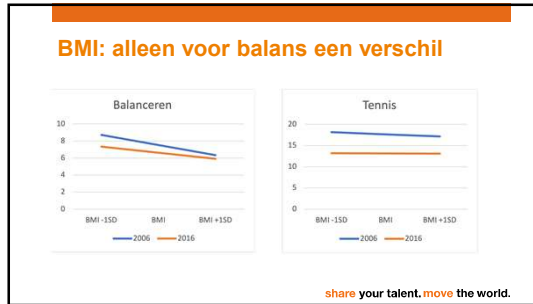 BMI: alleen voor balans een verschil
Balanceren
10
8
6
4
2
0
BMI -1SD BMI BMI +1SD
2006 2016
Tennis
20
15
10
5
0
BMI -1SD BMI BMI +1SD
2006 2016
share your talent. move the world.